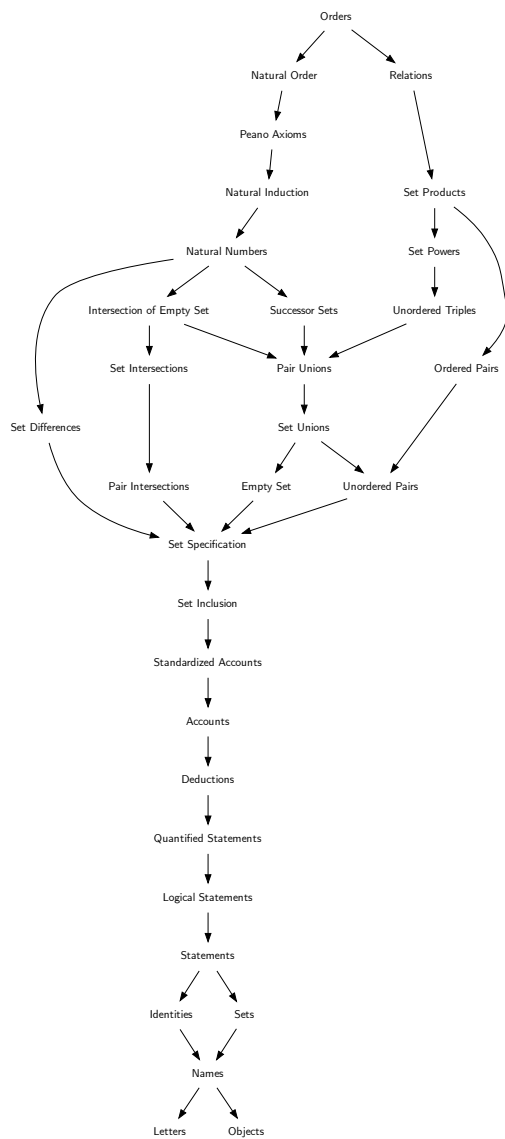 Orders
Natural Order
Relations
Peano Axioms
Natural Induction
Set Products
Natural Numbers
Set Powers
Intersection of Empty Set
Successor Sets
Unordered Triples
Set Intersections
Pair Unions
Ordered Pairs
Set Differences
Set Unions
Pair Intersections
Empty Set
Unordered Pairs
Set Specification
Set Inclusion
Standardized Accounts
Accounts
Deductions
Quantified Statements
Logical Statements
Statements
Identities
Sets
Names
Letters
Objects